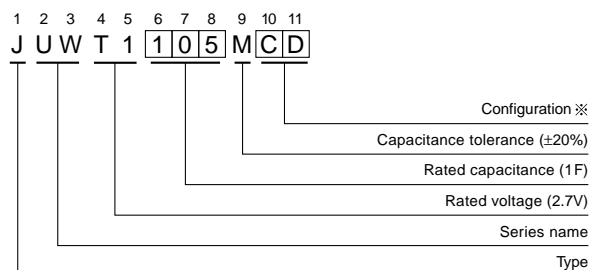 1 2 3 4 5 6 7 8 9 10 11
J U W T 1 1 0 5 M C D
Configuration ※
Capacitance tolerance (±20%)
Rated capacitance (1F)
Rated voltage (2.7V)
Series name
Type